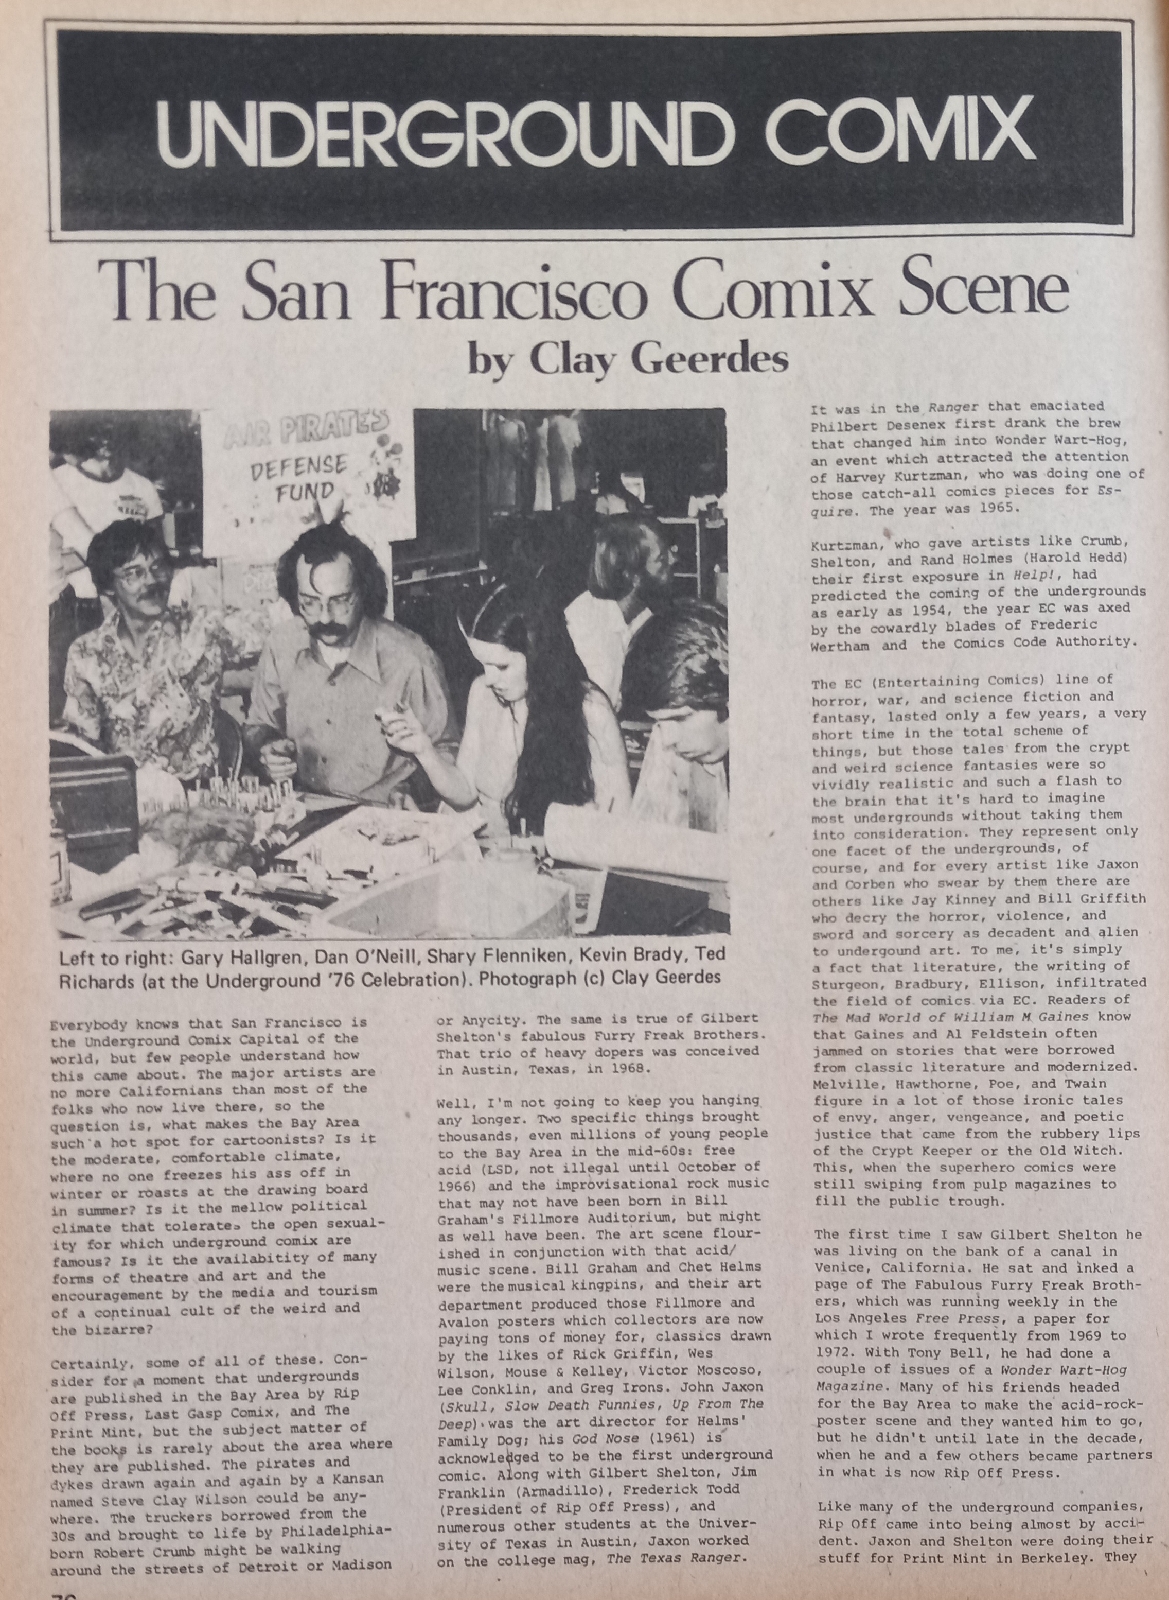 UNDERGROUND COMIX
The San Francisco Comix Scene
by Clay Geerdes
AIR PIRATES
DEFENSE
FUND
Left to right: Gary Hallgren, Dan O'Neill, Shary Flenniken, Kevin Brady, Ted
Richards (at the Underground '76 Celebration). Photograph (c) Clay Geerdes
Everybody knows that San Francisco is
the Underground Comix Capital of the
world, but few people understand how
this came about. The major artists are
no more Californians than most of the
folks who now live there, so the
question is, what makes the Bay Area
such a hot spot for cartoonists? Is it
the moderate, comfortable climate,
where no one freezes his ass off in
winter or roasts at the drawing board
in summer? Is it the mellow political
climate that tolerates the open sexual-
ity for which underground comix are
famous? Is it the availabitity of many
forms of theatre and art and the
encouragement by the media and tourism
of a continual cult of the weird and
the bizarre?
Certainly, some of all of these. Con-
sider for a moment that undergrounds
are published in the Bay Area by Rip
Off Press, Last Gasp Comix, and The
Print Mint, but the subject matter of
the books is rarely about the area where
they are published. The pirates and
dykes drawn again and again by a Kansan
named Steve Clay Wilson could be any-
where. The truckers borrowed from the
30s and brought to life by Philadelphia-
born Robert Crumb might be walking
around the streets of Detroit or Madison
or Anycity. The same is true of Gilbert
Shelton's fabulous Furry Freak Brothers.
That trio of heavy dopers was conceived
in Austin, Texas, in 1968.
Well, I'm not going to keep you hanging
any longer. Two specific things brought
thousands, even millions of young people
to the Bay Area in the mid-60s: free
acid (LSD, not illegal until October of
1966) and the improvisational rock music
that may not have been born in Bill
Graham's Fillmore Auditorium, but might
as well have been. The art scene flour-
ished in conjunction with that acid/
music scene. Bill Graham and Chet Helms
were the musical kingpins, and their art
department produced those Fillmore and
Avalon posters which collectors are now
paying tons of money for, classics drawn
by the likes of Rick Griffin, Wes
Wilson, Mouse & Kelley, Victor Moscoso,
Lee Conklin, and Greg Irons. John Jaxon
(Skull, Slow Death Funnies, Up From The
Deep) was the art director for Helms'
Family Dog; his God Nose (1961) is
acknowledged to be the first underground
comic. Along with Gilbert Shelton, Jim
Franklin (Armadillo), Frederick Todd
(President of Rip Off Press), and
numerous other students at the Univer-
sity of Texas in Austin, Jaxon worked
on the college mag, The Texas Ranger.
It was in the Ranger that emaciated
Philbert Desenex first drank the brew
that changed him into Wonder Wart-Hog,
an event which attracted the attention
of Harvey Kurtzman, who was doing one of
those catch-all comics pieces for Es-
quire. The year was 1965.
Kurtzman, who gave artists like Crumb,
Shelton, and Rand Holmes (Harold Hedd)
their first exposure in Help!, had
predicted the coming of the undergrounds
as early as 1954, the year EC was axed
by the cowardly blades of Frederic
Wertham and the Comics Code Authority.
The EC (Entertaining Comics) line of
horror, war, and science fiction and
fantasy, lasted only a few years, a very
short time in the total scheme of
things, but those tales from the crypt
and weird science fantasies were so
vividly realistic and such a flash to
the brain that it's hard to imagine
most undergrounds without taking them
into consideration. They represent only
one facet of the undergrounds, of
course, and for every artist like Jaxon
and Corben who swear by them there are
others like Jay Kinney and Bill Griffith
who decry the horror, violence, and
sword and sorcery as decadent and alien
to undergound art. To me, it's simply
a fact that literature, the writing of
Sturgeon, Bradbury, Ellison, infiltrated
the field of comics via EC. Readers of
The Mad World of William M Gaines know
that Gaines and Al Feldstein often
jammed on stories that were borrowed
from classic literature and modernized.
Melville, Hawthorne, Poe, and Twain
figure in a lot of those ironic tales
of envy, anger, vengeance, and poetic
justice that came from the rubbery lips
of the Crypt Keeper or the Old Witch.
This, when the superhero comics were
still swiping from pulp magazines to
fill the public trough.
The first time I saw Gilbert Shelton he
was living on the bank of a canal in
Venice, California. He sat and inked a
page of The Fabulous Furry Freak Broth-
ers, which was running weekly in the
Los Angeles Free Press, a paper for
which I wrote frequently from 1969 to
1972. With Tony Bell, he had done a
couple of issues of a Wonder Wart-Hog
Magazine. Many of his friends headed
for the Bay Area to make the acid-rock-
poster scene and they wanted him to go,
but he didn't until late in the decade,
when he and a few others became partners
in what is now Rip Off Press.
Like many of the underground companies,
Rip Off came into being almost by acci-
dent. Jaxon and Shelton were doing their
stuff for Print Mint in Berkeley. They